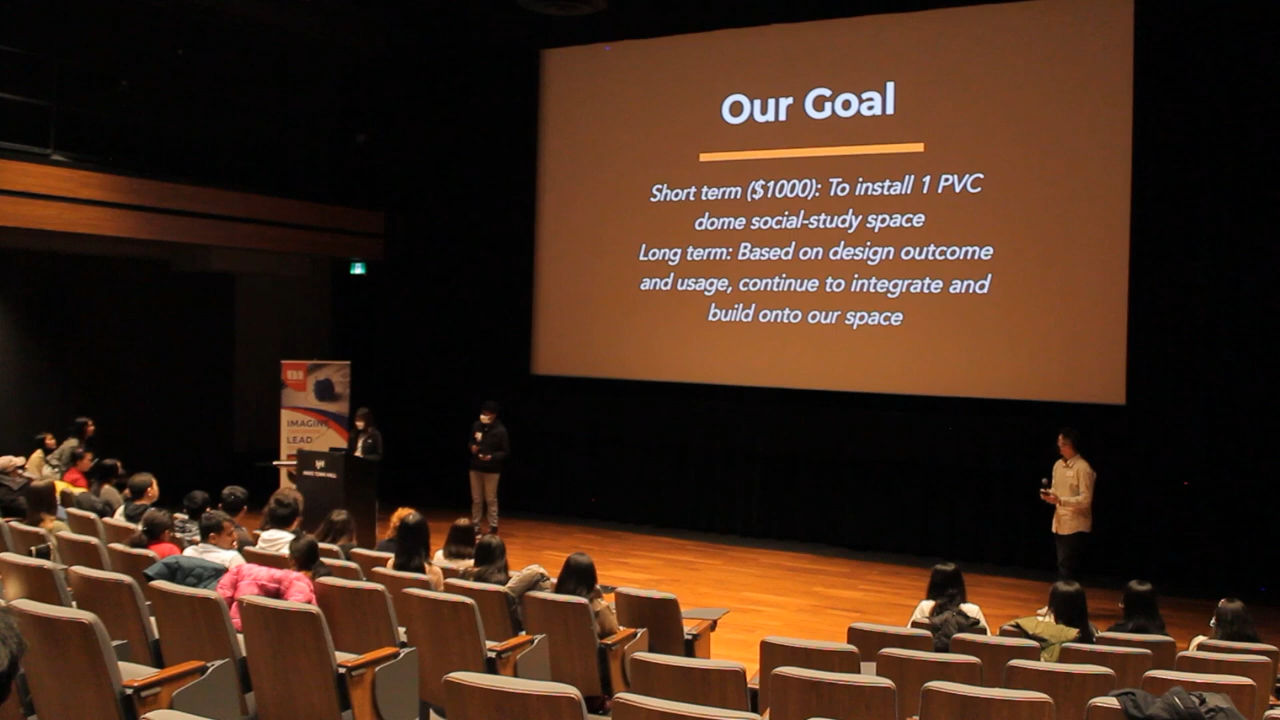 Our Goal
Short term ($1000): To install 1 PVC
dome social-study space
Long term: Based on design outcome
and usage, continue to integrate and
build onto our space
IMAGINE
LEAD